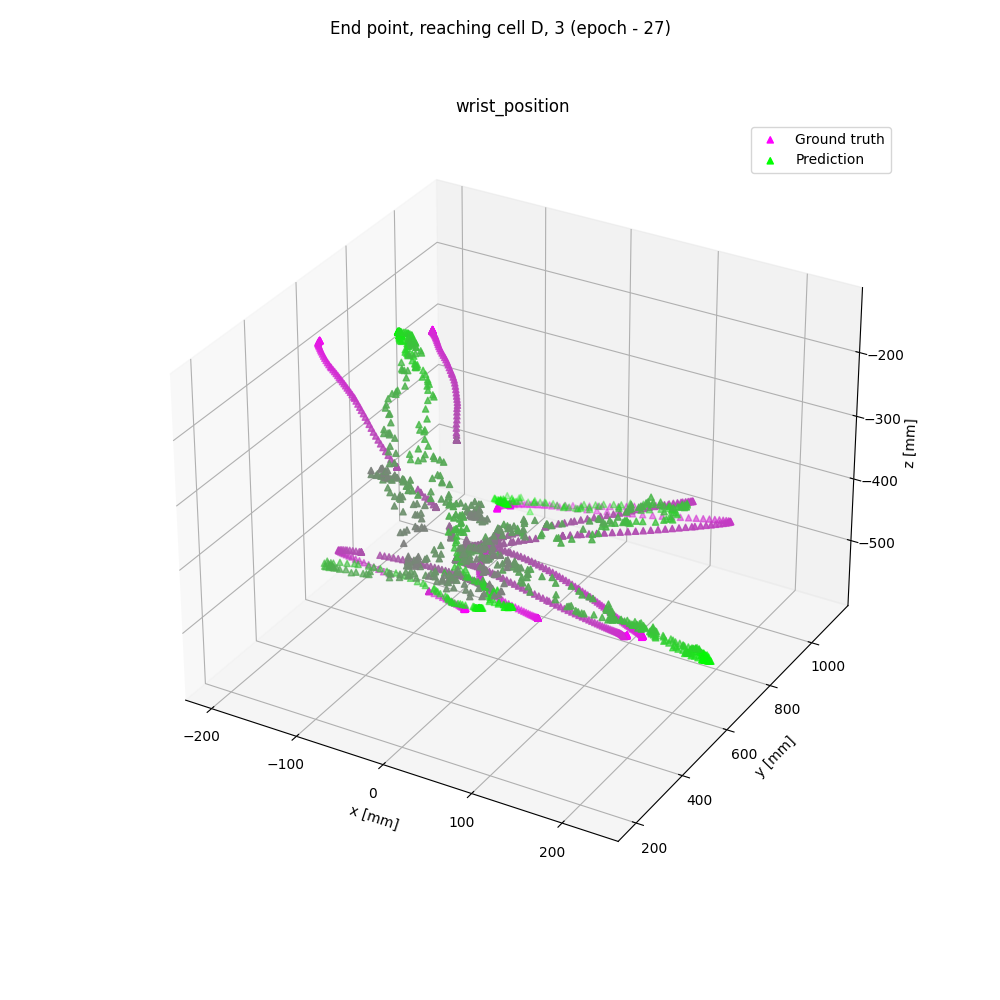 End point, reaching cell D, 3 (epoch - 27)
wrist_position
Ground truth
Prediction
−200
−300
−400
−500
z [mm]
1000
800
600
400
200
y [mm]
−200
−100
0
100
200
x [mm]